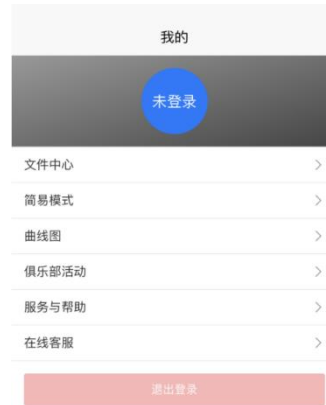 我的
未登录
文件中心
简易模式
曲线图
俱乐部活动
服务与帮助
在线客服
退出登录